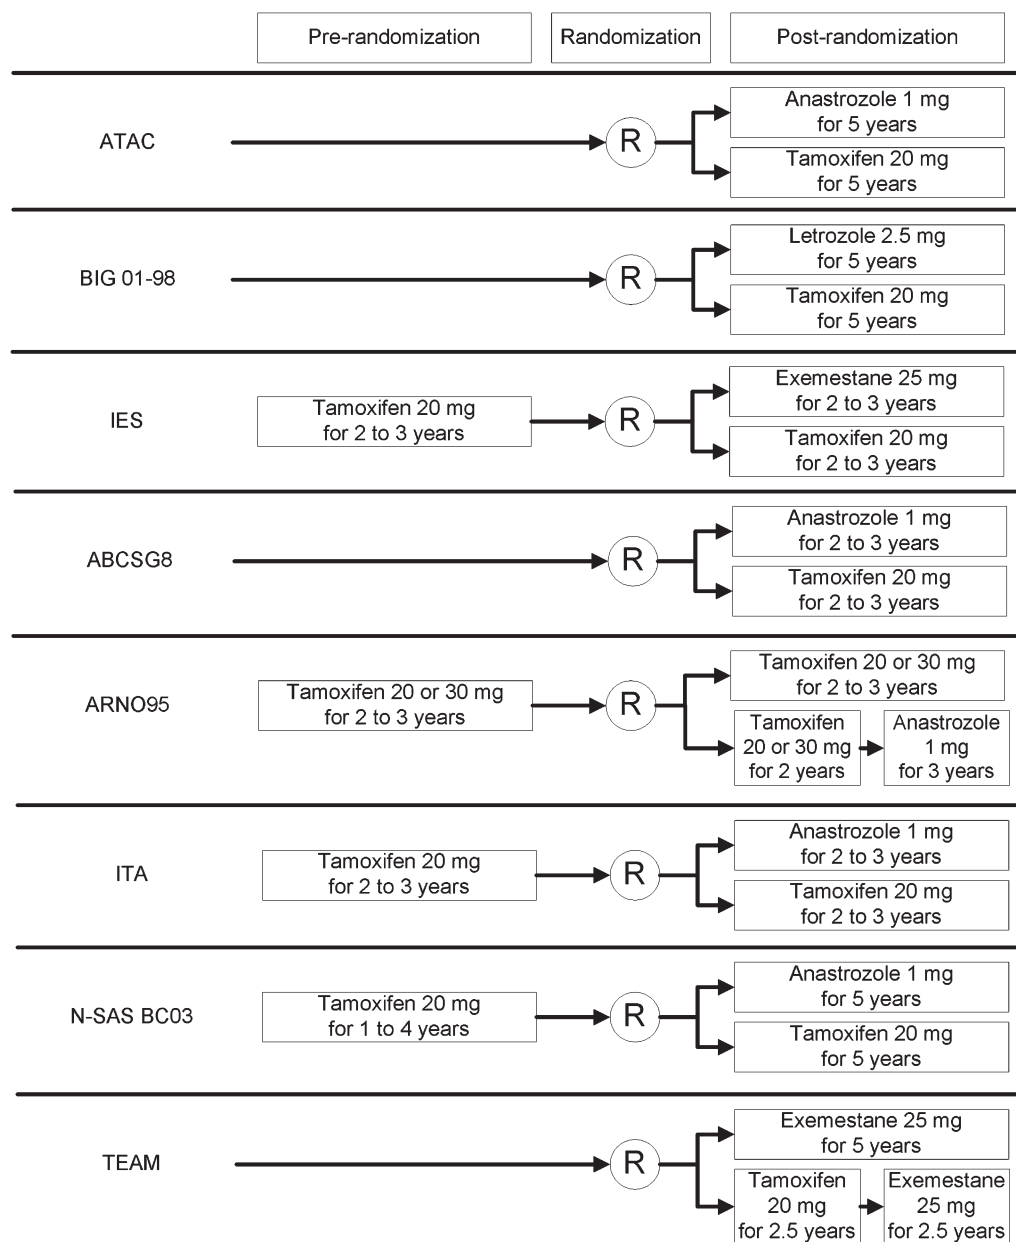 Pre-randomization
Randomization
Post-randomization
ATAC
R
Anastrozole 1 mg
for 5 years
Tamoxifen 20 mg
for 5 years
BIG 01-98
R
Letrozole 2.5 mg
for 5 years
Tamoxifen 20 mg
for 5 years
IES
Tamoxifen 20 mg
for 2 to 3 years
R
Exemestane 25 mg
for 2 to 3 years
Tamoxifen 20 mg
for 2 to 3 years
ABCSG8
R
Anastrozole 1 mg
for 2 to 3 years
Tamoxifen 20 mg
for 2 to 3 years
ARNO95
Tamoxifen 20 or 30 mg
for 2 to 3 years
R
Tamoxifen 20 or 30 mg
for 2 to 3 years
Tamoxifen
20 or 30 mg
for 2 years
Anastrozole
1 mg
for 3 years
ITA
Tamoxifen 20 mg
for 2 to 3 years
R
Anastrozole 1 mg
for 2 to 3 years
Tamoxifen 20 mg
for 2 to 3 years
N-SAS BC03
Tamoxifen 20 mg
for 1 to 4 years
R
Anastrozole 1 mg
for 5 years
Tamoxifen 20 mg
for 5 years
TEAM
R
Exemestane 25 mg
for 5 years
Tamoxifen
20 mg
for 2.5 years
Exemestane
25 mg
for 2.5 years